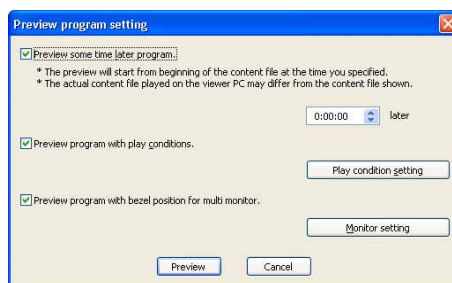 Preview program setting
Preview some time later program.
* The preview will start from beginning of the content file at the time you specified.
* The actual content file played on the viewer PC may differ from the content file shown.
0:00:00 later
Preview program with play conditions.
Play condition setting
Preview program with bezel position for multi monitor.
Monitor setting
Preview Cancel